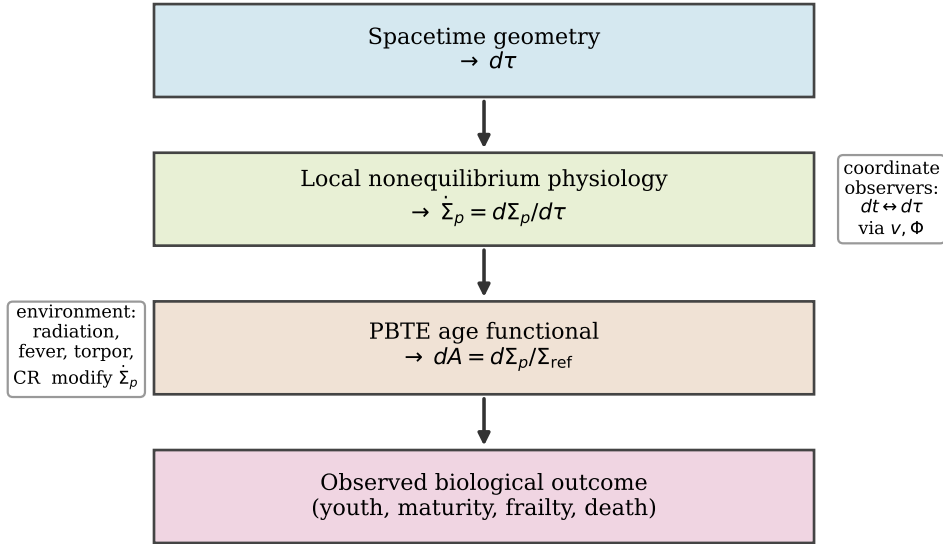 Spacetime geometry
→ dτ
Local nonequilibrium physiology
→ Σ̇ₚ = dΣₚ/dτ
coordinate
observers:
dt ↔ dτ
via v, Φ
environment:
radiation,
fever, torpor,
CR modify Σ̇ₚ
PBTE age functional
→ dA = dΣₚ/Σ_ref
Observed biological outcome
(youth, maturity, frailty, death)